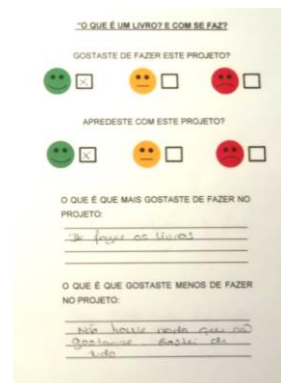 "O QUE É UM LIVRO? E COM SE FAZ?
GOSTASTE DE FAZER ESTE PROJETO?
X
APREDESTE COM ESTE PROJETO?
X
O QUE É QUE MAIS GOSTASTE DE FAZER NO
PROJETO:
De fazer os livros
O QUE É QUE GOSTASTE MENOS DE FAZER
NO PROJETO:
Não houve nada que não
gostasse gostei de
tudo